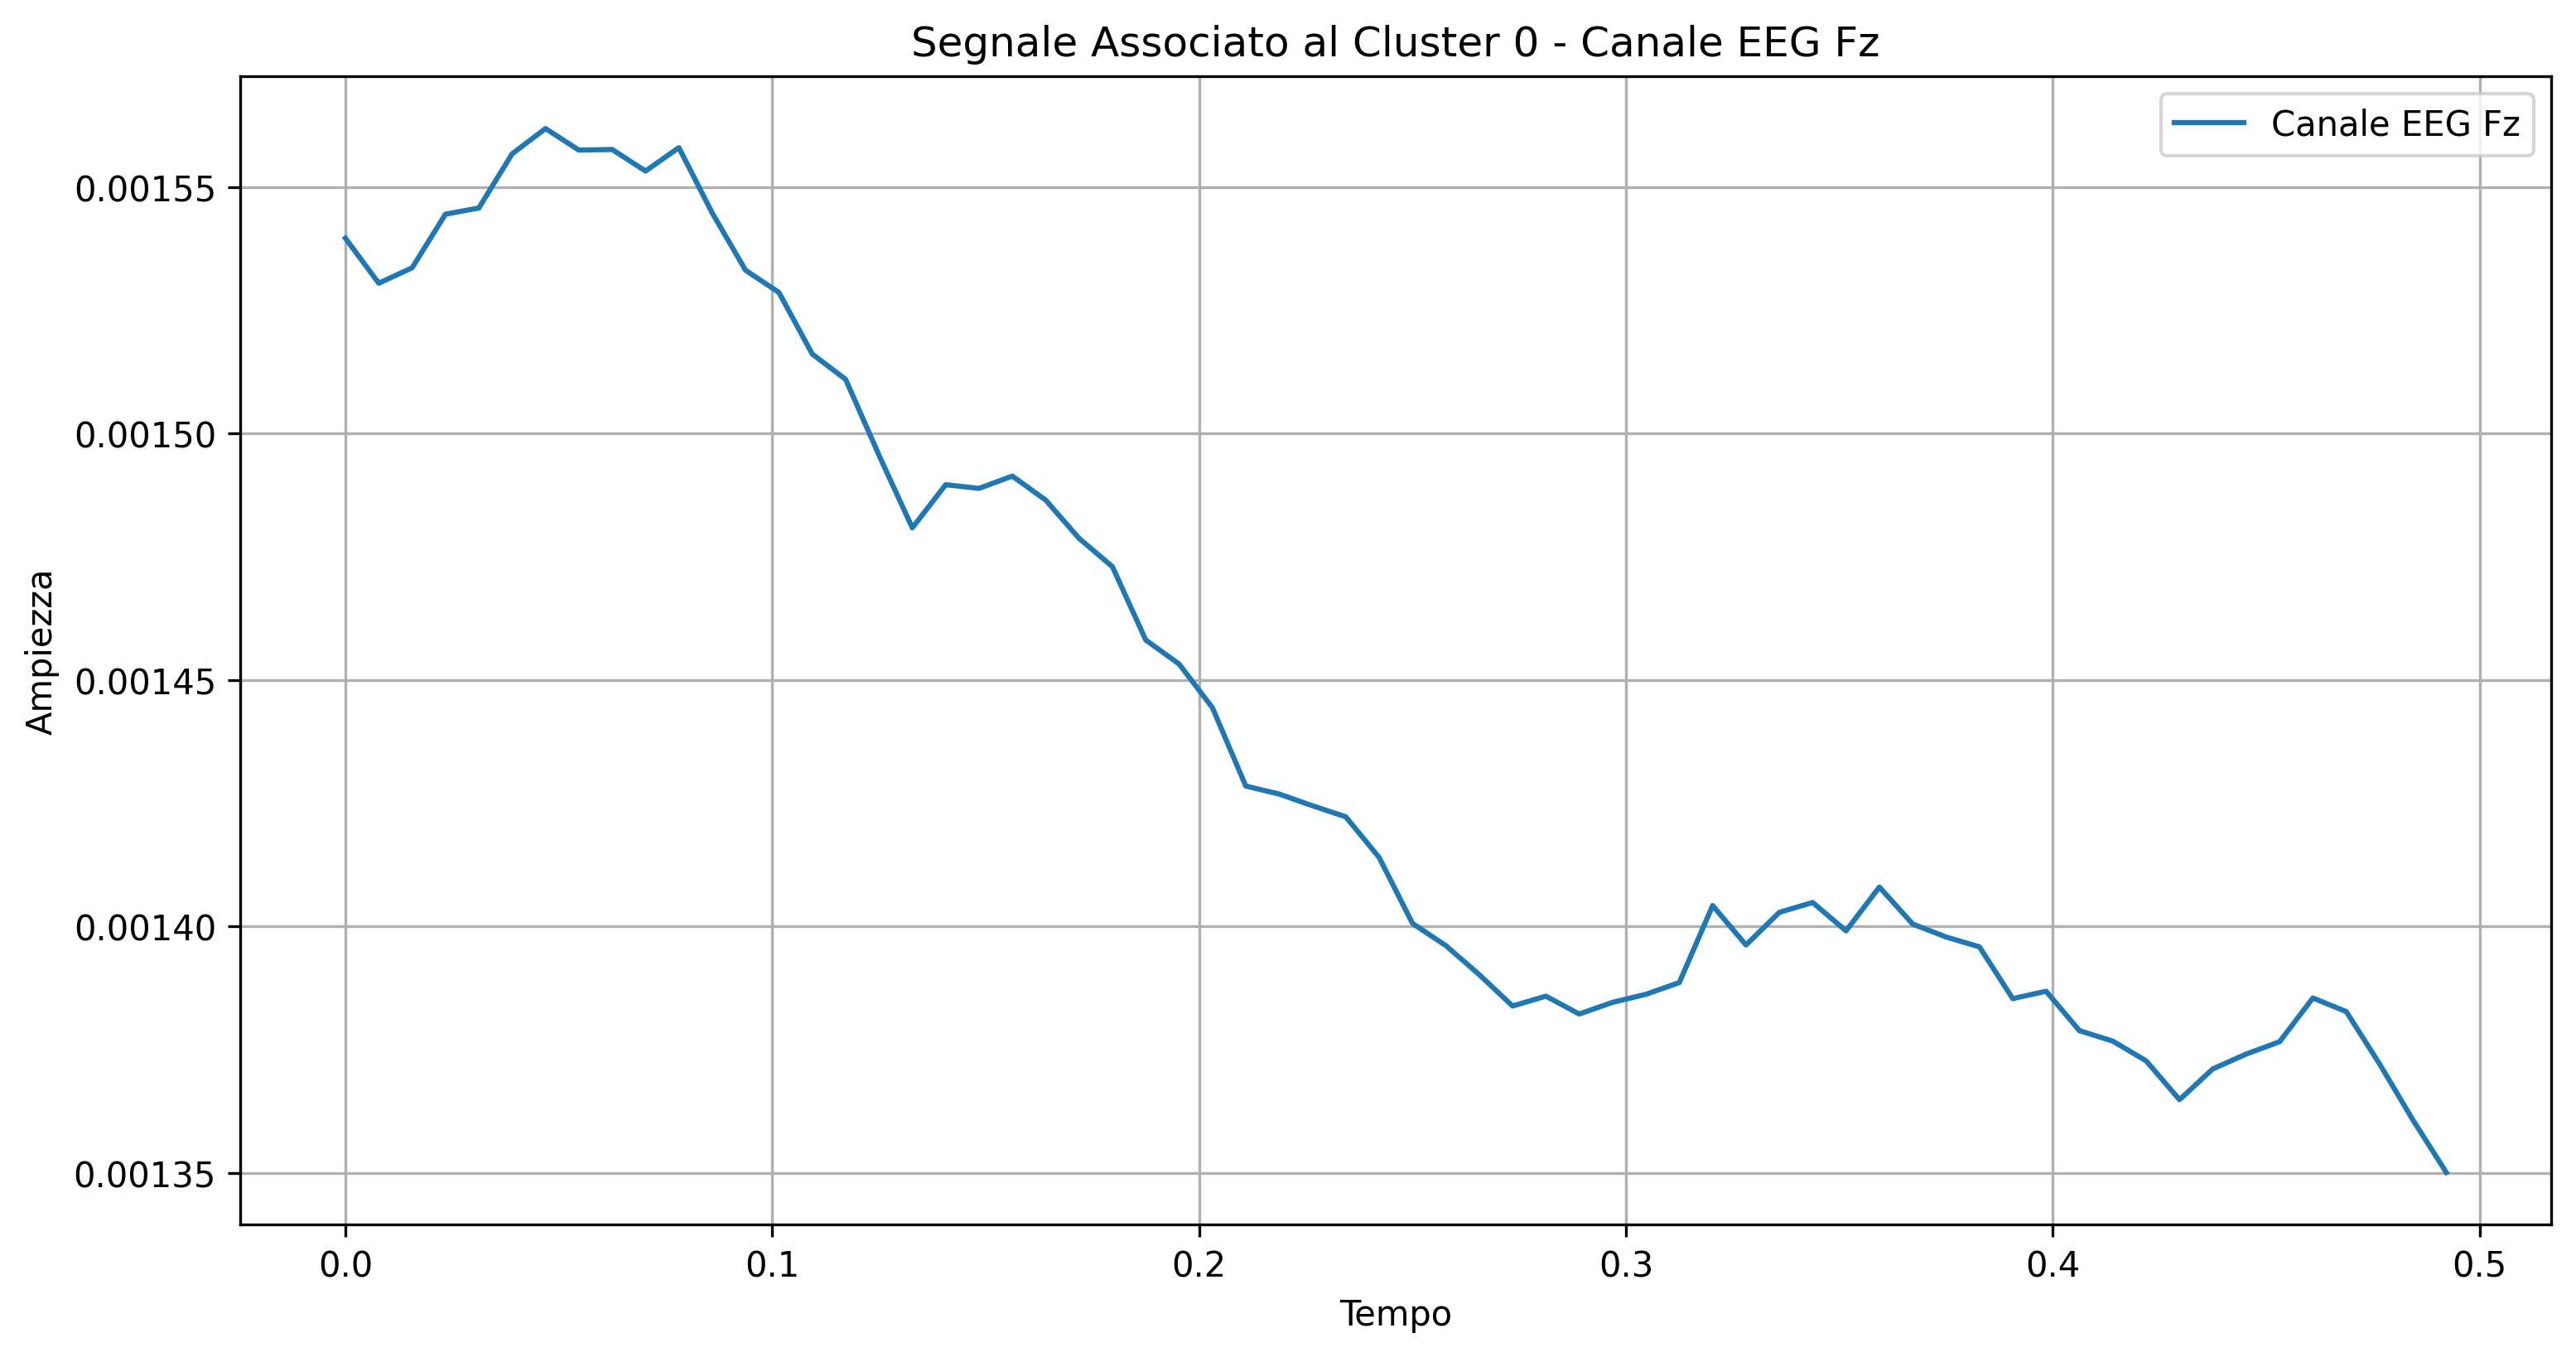 Segnale Associato al Cluster 0 - Canale EEG Fz
Canale EEG Fz
0.00155
0.00150
0.00145
0.00140
0.00135
Ampiezza
0.0 0.1 0.2 0.3 0.4 0.5
Tempo